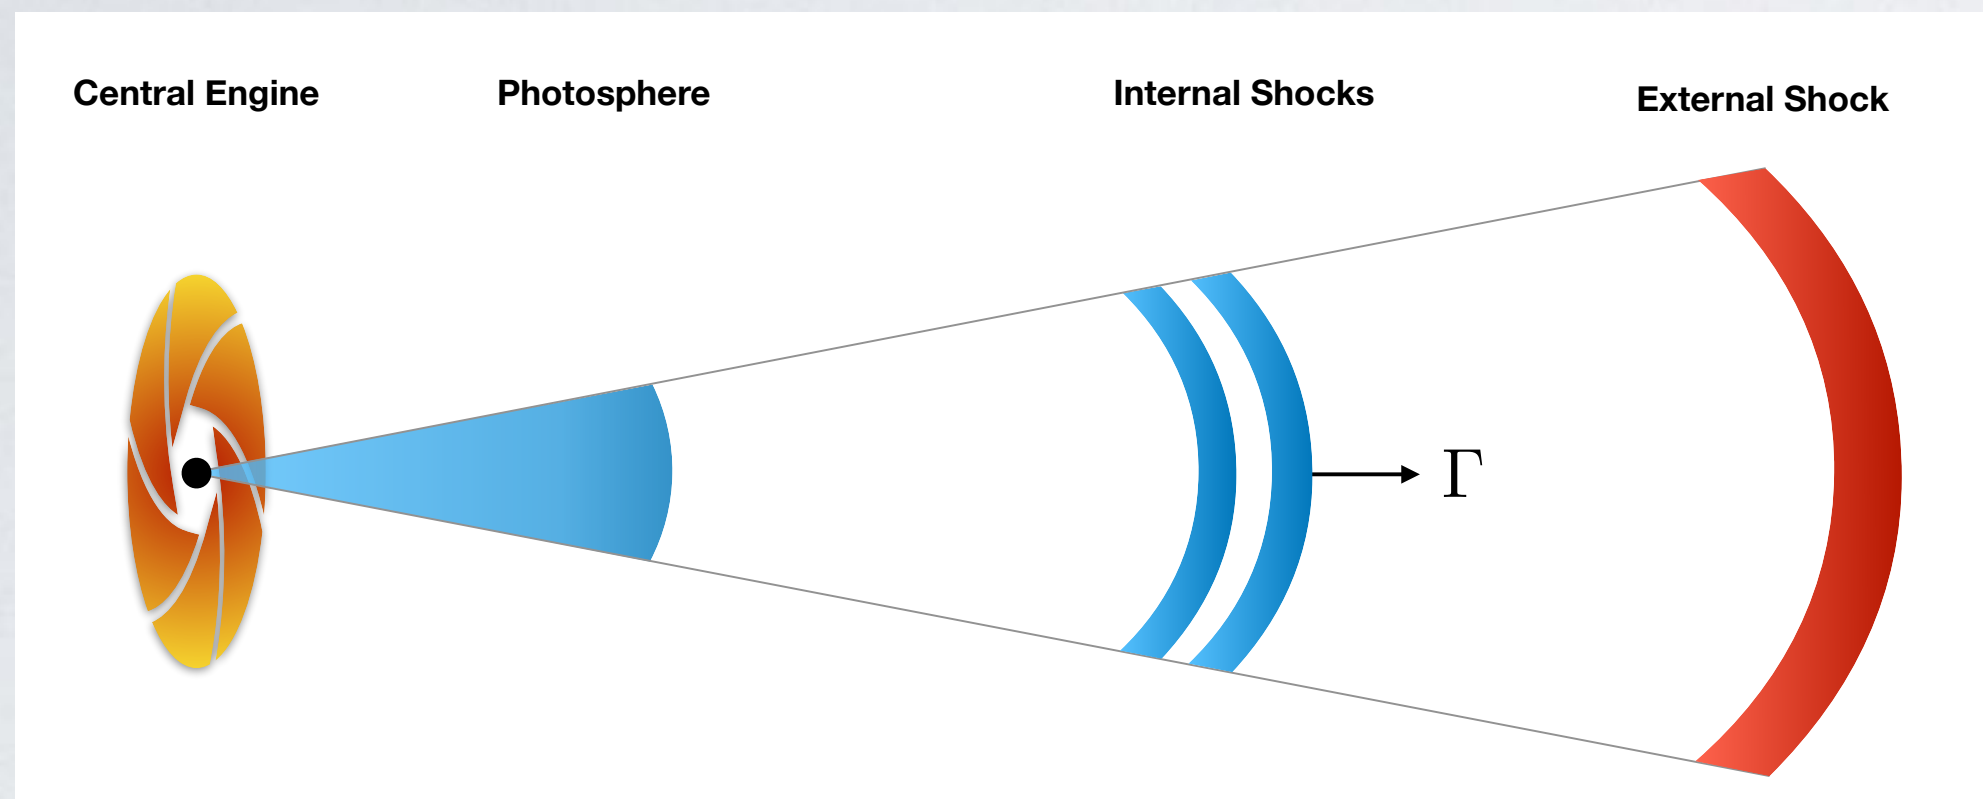 Central Engine
Photosphere
Internal Shocks
External Shock
Γ